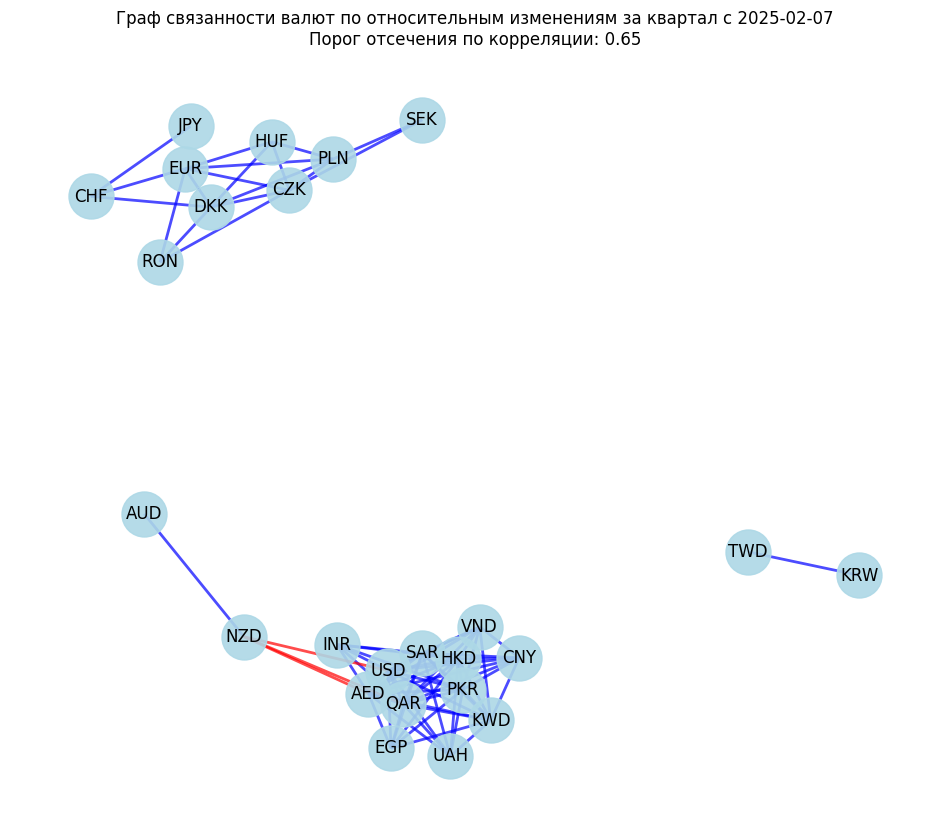 Граф связанности валют по относительным изменениям за квартал с 2025-02-07
Порог отсечения по корреляции: 0.65
SEK
JPY
HUF
PLN
EUR
CZK
CHF
DKK
RON
AUD
TWD
KRW
VND
NZD
INR
SAR
HKD
CNY
USD
PKR
AED
QAR
KWD
EGP
UAH